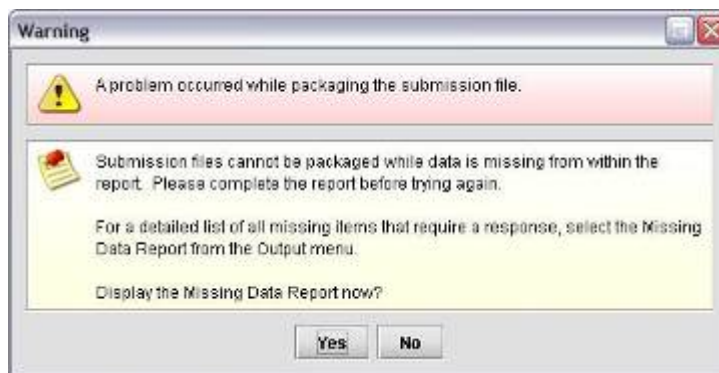 Warning
A problem occurred while packaging the submission file.
Submission files cannot be packaged while data is missing from within the
report. Please complete the report before trying again.
For a detailed list of all missing items that require a response, select the Missing
Data Report from the Output menu.
Display the Missing Data Report now?
Yes No